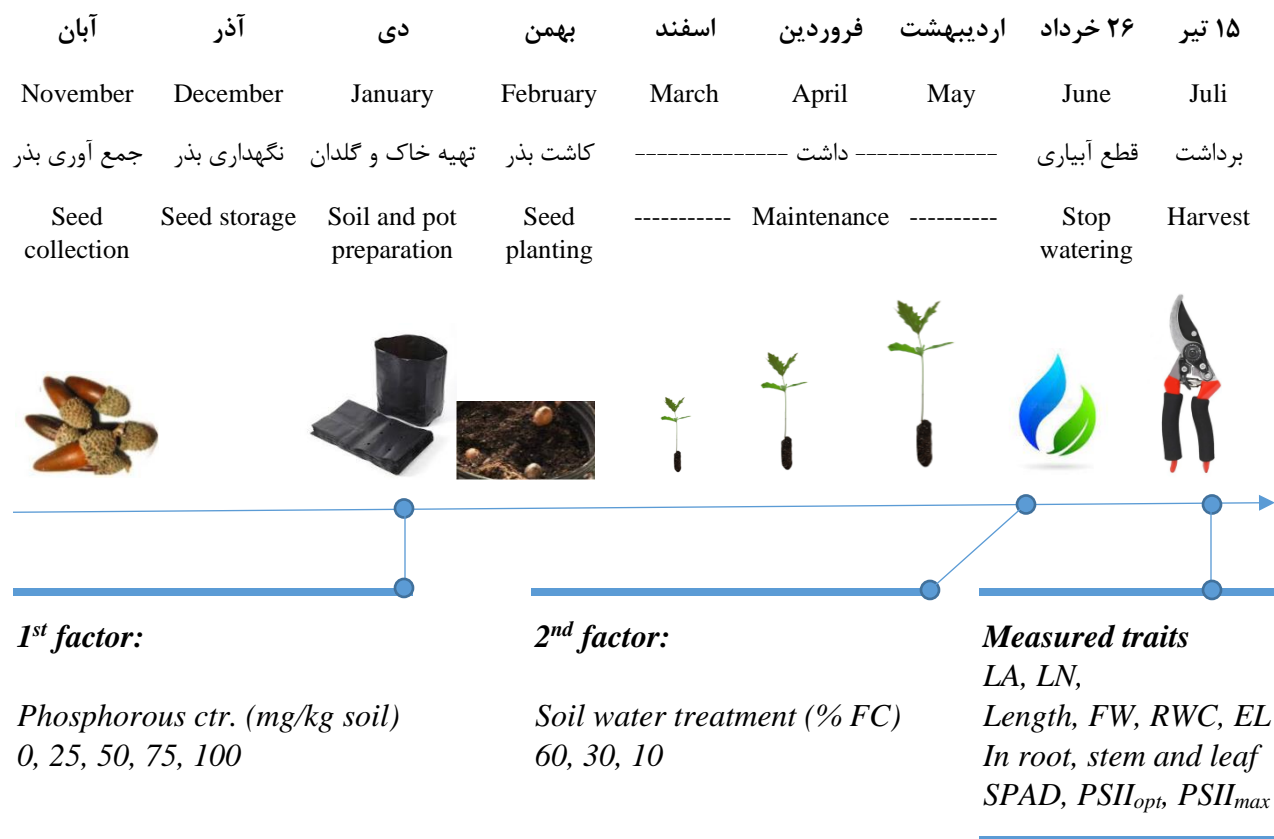 آبان آذر دی بهمن اسفند فروردین اردیبهشت ۲۶ خرداد ۱۵ تیر
November December January February March April May June Juli
جمع آوری بذر نگهداری بذر تهیه خاک و گلدان کاشت بذر -------------- داشت ------------- قطع آبیاری برداشت
Seed Seed storage Soil and pot Seed ----------- Maintenance ---------- Stop Harvest
collection preparation planting watering
1st factor: 2nd factor: Measured traits
LA, LN,
Phosphorous ctr. (mg/kg soil) Soil water treatment (% FC) Length, FW, RWC, EL
0, 25, 50, 75, 100 60, 30, 10 In root, stem and leaf
SPAD, PSIIopt, PSIImax